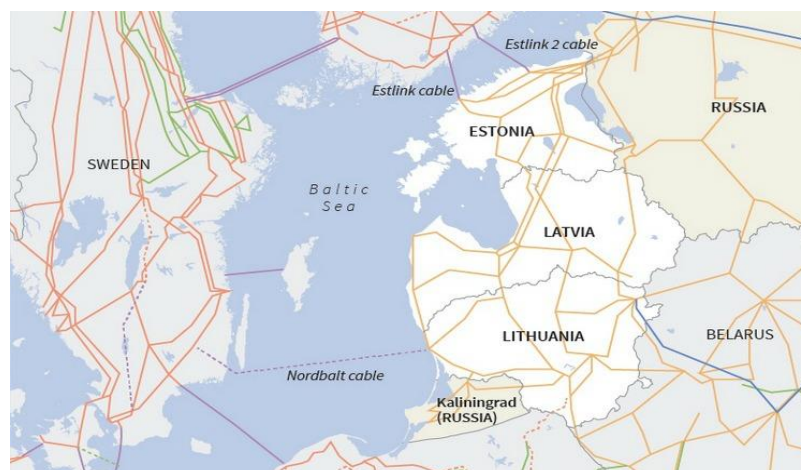 Estlink 2 cable
Estlink cable
RUSSIA
ESTONIA
SWEDEN
Baltic
Sea
LATVIA
LITHUANIA
BELARUS
Nordbalt cable
Kaliningrad
(RUSSIA)